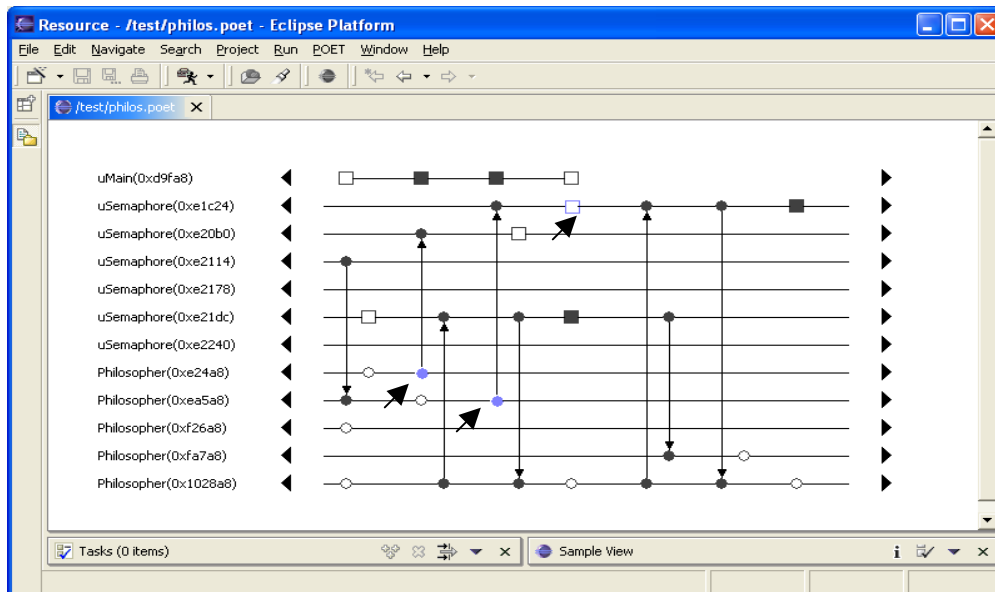 Resource - /test/philos.poet - Eclipse Platform
File Edit Navigate Search Project Run POET Window Help
/test/philos.poet
uMain(0xd9fa8)
uSemaphore(0xe1c24)
uSemaphore(0xe20b0)
uSemaphore(0xe2114)
uSemaphore(0xe2178)
uSemaphore(0xe21dc)
uSemaphore(0xe2240)
Philosopher(0xe24a8)
Philosopher(0xea5a8)
Philosopher(0xf26a8)
Philosopher(0xfa7a8)
Philosopher(0x1028a8)
Tasks (0 items)
Sample View